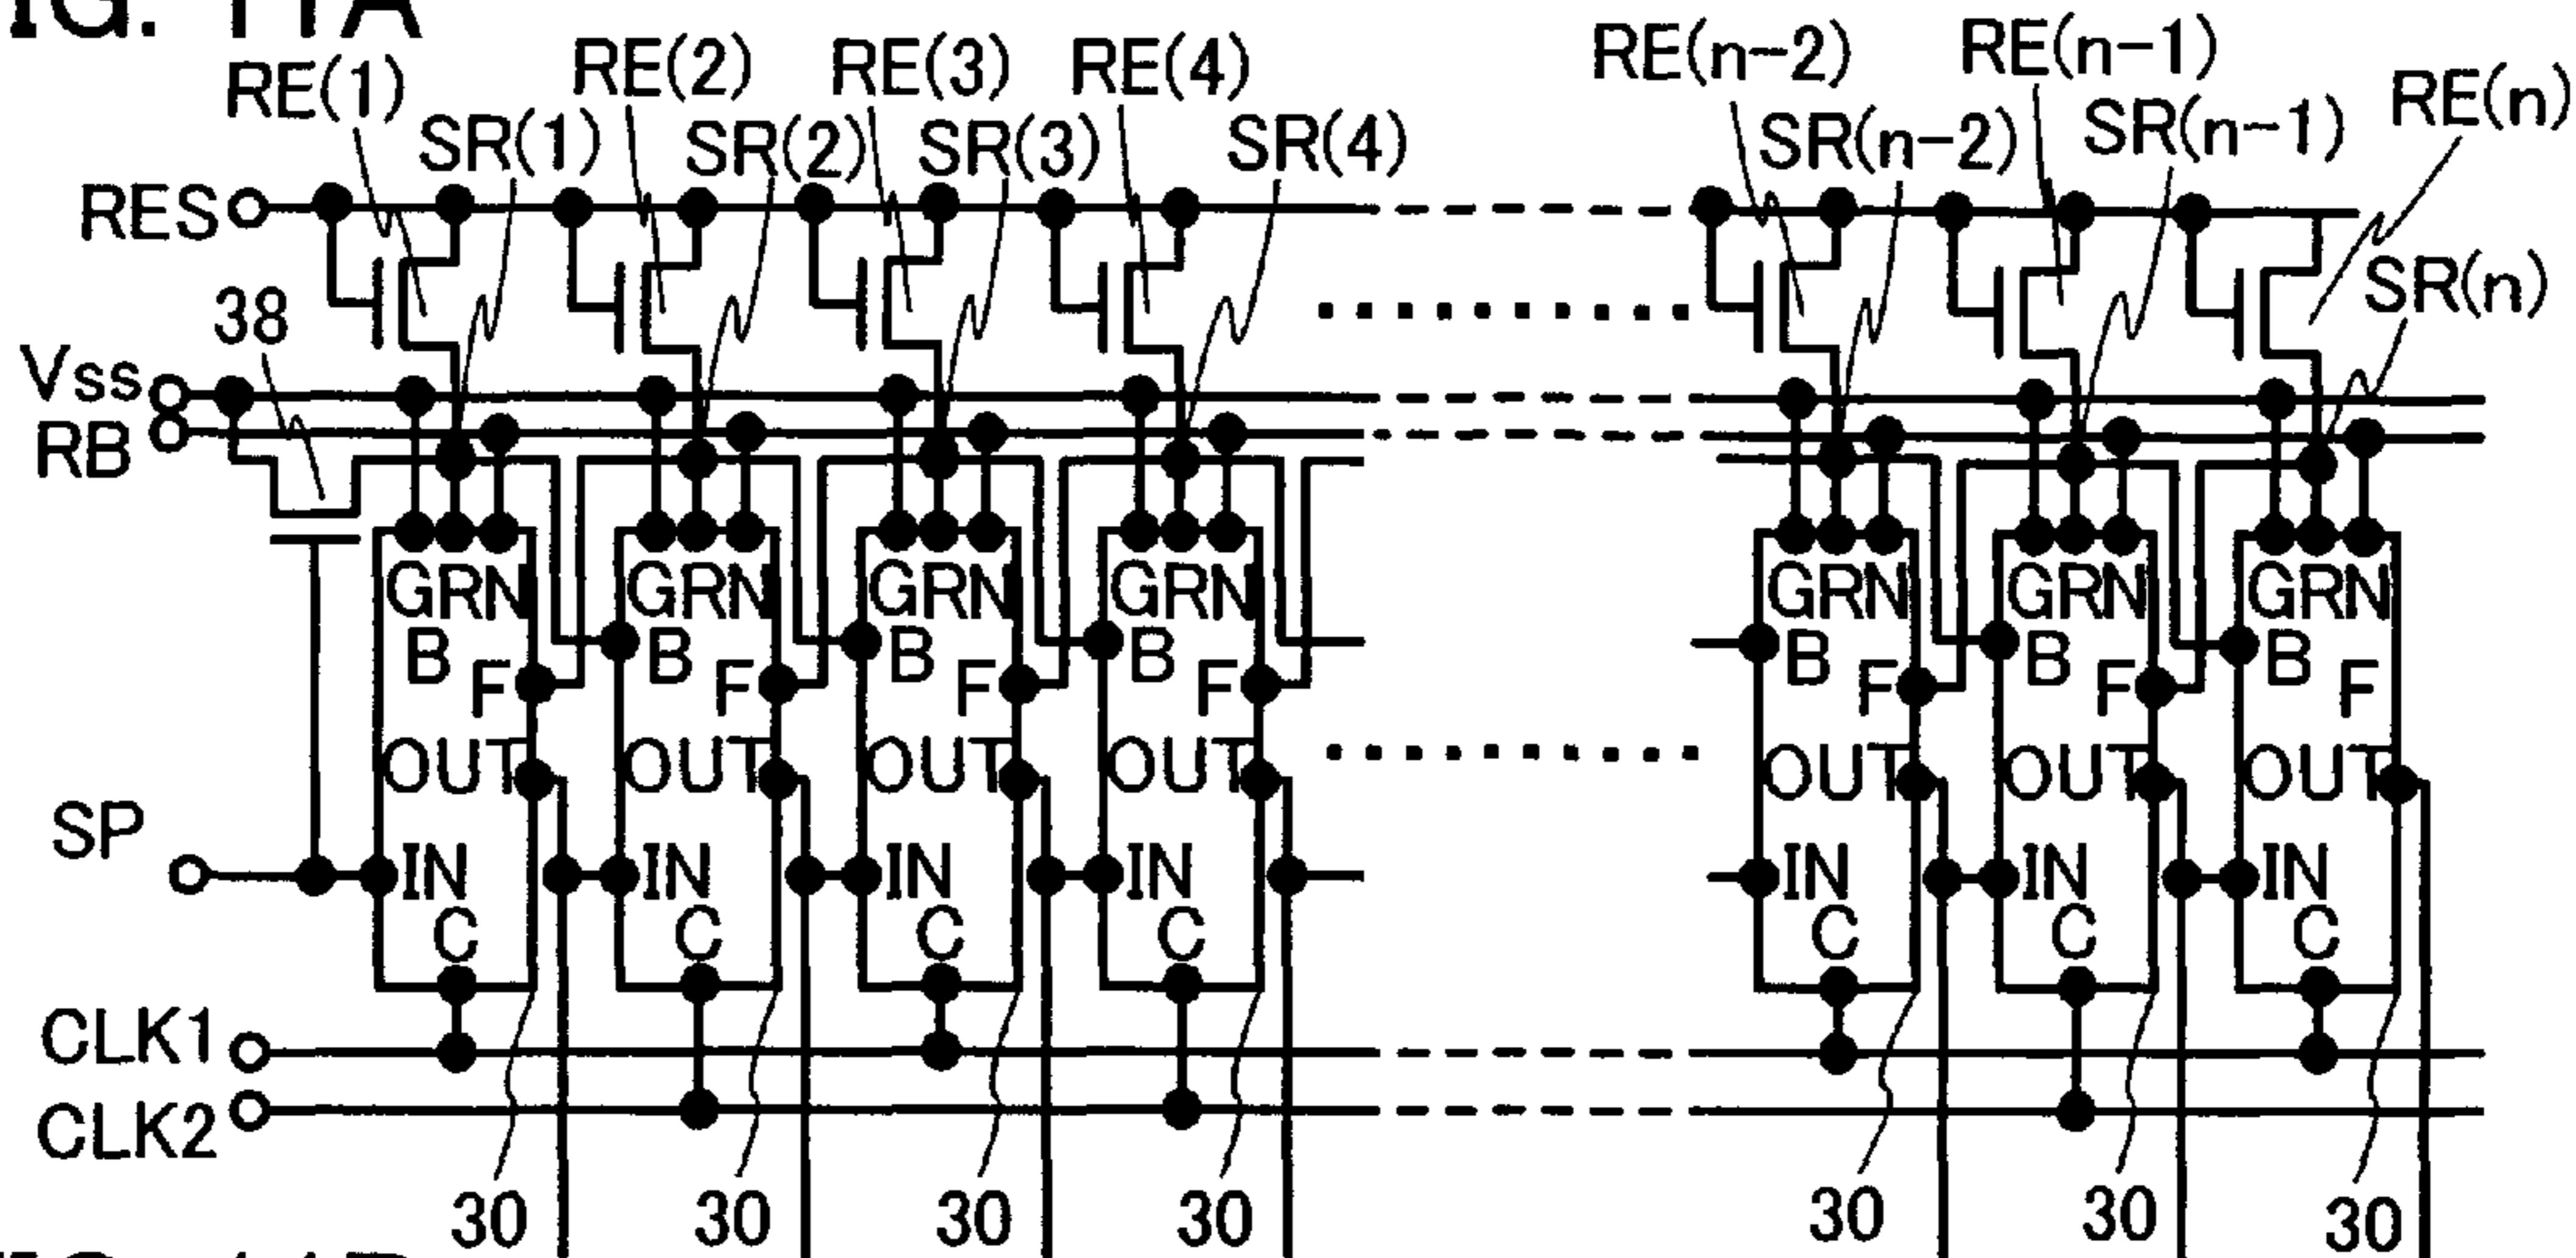 FIG. 11A
RE(1) RE(2) RE(3) RE(4) RE(n-2) RE(n-1) RE(n)
SR(1) SR(2) SR(3) SR(4) SR(n-2) SR(n-1)
RES
SR(n)
38
Vss
RB
GRN GRN GRN GRN GRN GRN GRN
B B B B B B B
F F F F F F F
OUT OUT OUT OUT OUT OUT OUT
SP
IN IN IN IN IN IN IN
C C C C C C C
CLK1
CLK2
30 30 30 30 30 30 30